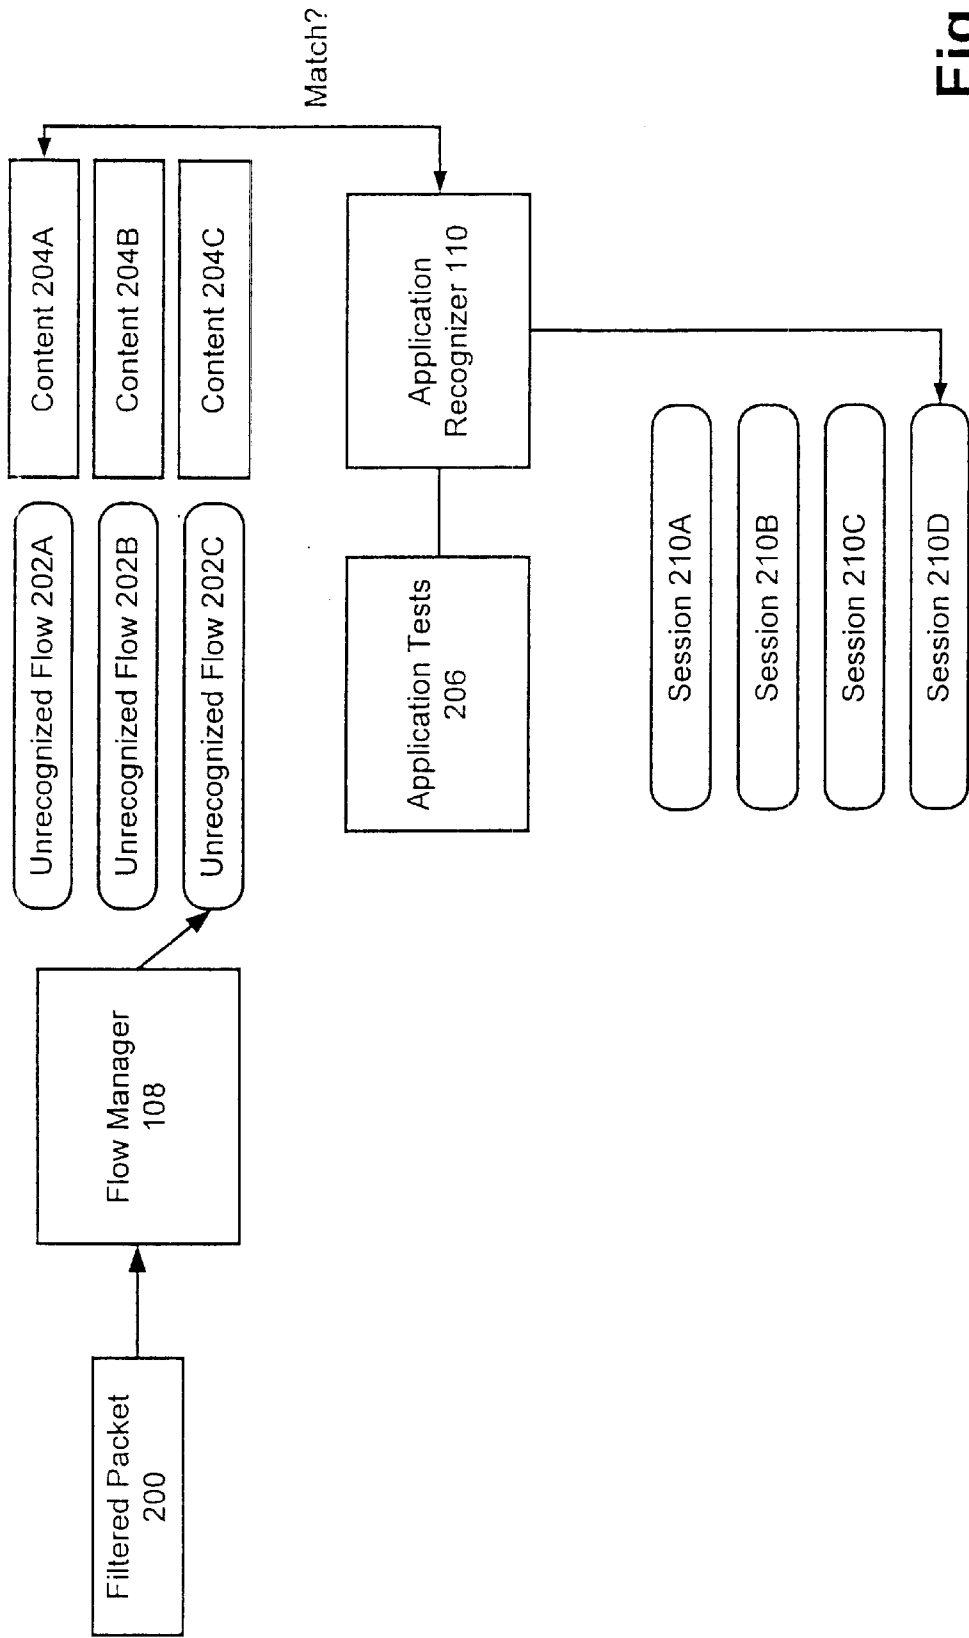 Filtered Packet
200
Flow Manager
108
Unrecognized Flow 202A
Unrecognized Flow 202B
Unrecognized Flow 202C
Content 204A
Content 204B
Content 204C
Match?
Application Tests
206
Application
Recognizer 110
Session 210A
Session 210B
Session 210C
Session 210D
Fig